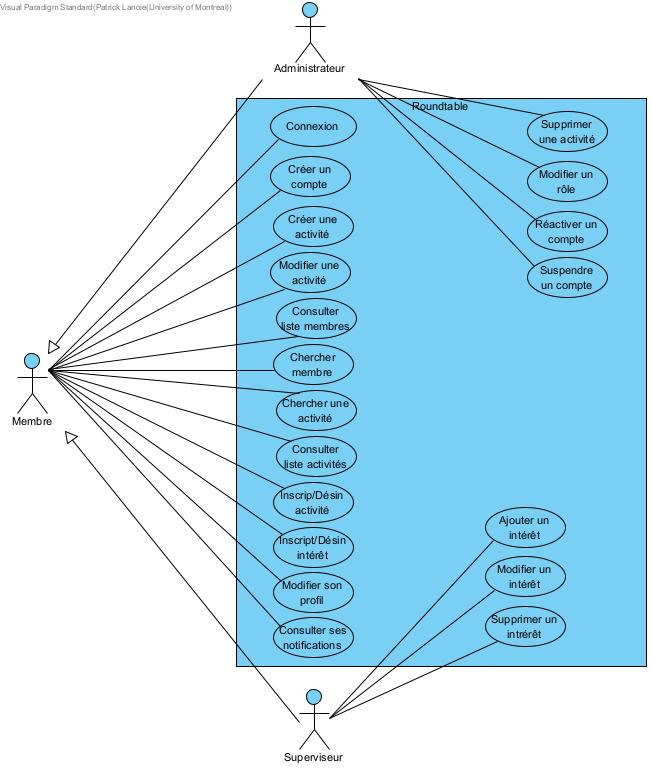 Visual Paradigm Standard(Patrick Lanoie(University of Montreal))
Administrateur
Roundtable
Connexion
Créer un
compte
Créer une
activité
Modifier une
activité
Consulter
liste membres
Chercher
membre
Chercher une
activité
Consulter
liste activités
Inscrip/Désin
activité
Inscript/Désin
intérêt
Modifier son
profil
Consulter ses
notifications
Supprimer
une activité
Modifier un
rôle
Réactiver un
compte
Suspendre
un compte
Membre
Ajouter un
intérêt
Modifier un
intérêt
Supprimer un
intrérêt
Superviseur